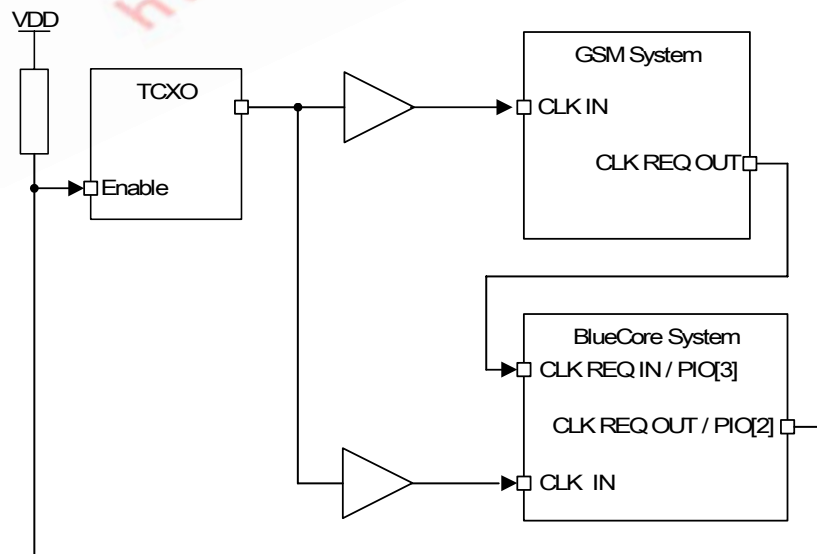 VDD
TCXO
Enable
GSM System
CLK IN
CLK REQ OUT
BlueCore System
CLK REQ IN / PIO[3]
CLK REQ OUT / PIO[2]
CLK IN